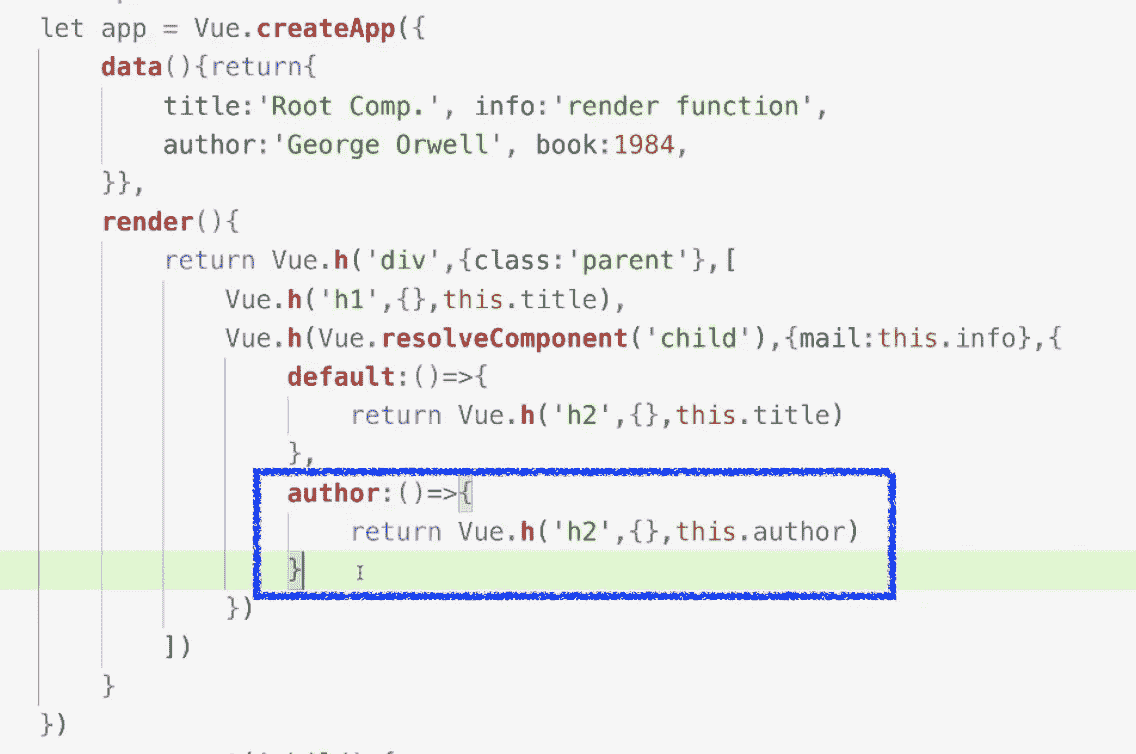 let app = Vue.createApp({
data(){return{
title:'Root Comp.', info:'render function',
author:'George Orwell', book:1984,
}},
render(){
return Vue.h('div',{class:'parent'},[
Vue.h('h1',{},this.title),
Vue.h(Vue.resolveComponent('child'),{mail:this.info},{
default:()=>{
return Vue.h('h2',{},this.title)
},
author:()=>{
return Vue.h('h2',{},this.author)
}
})
])
}
})